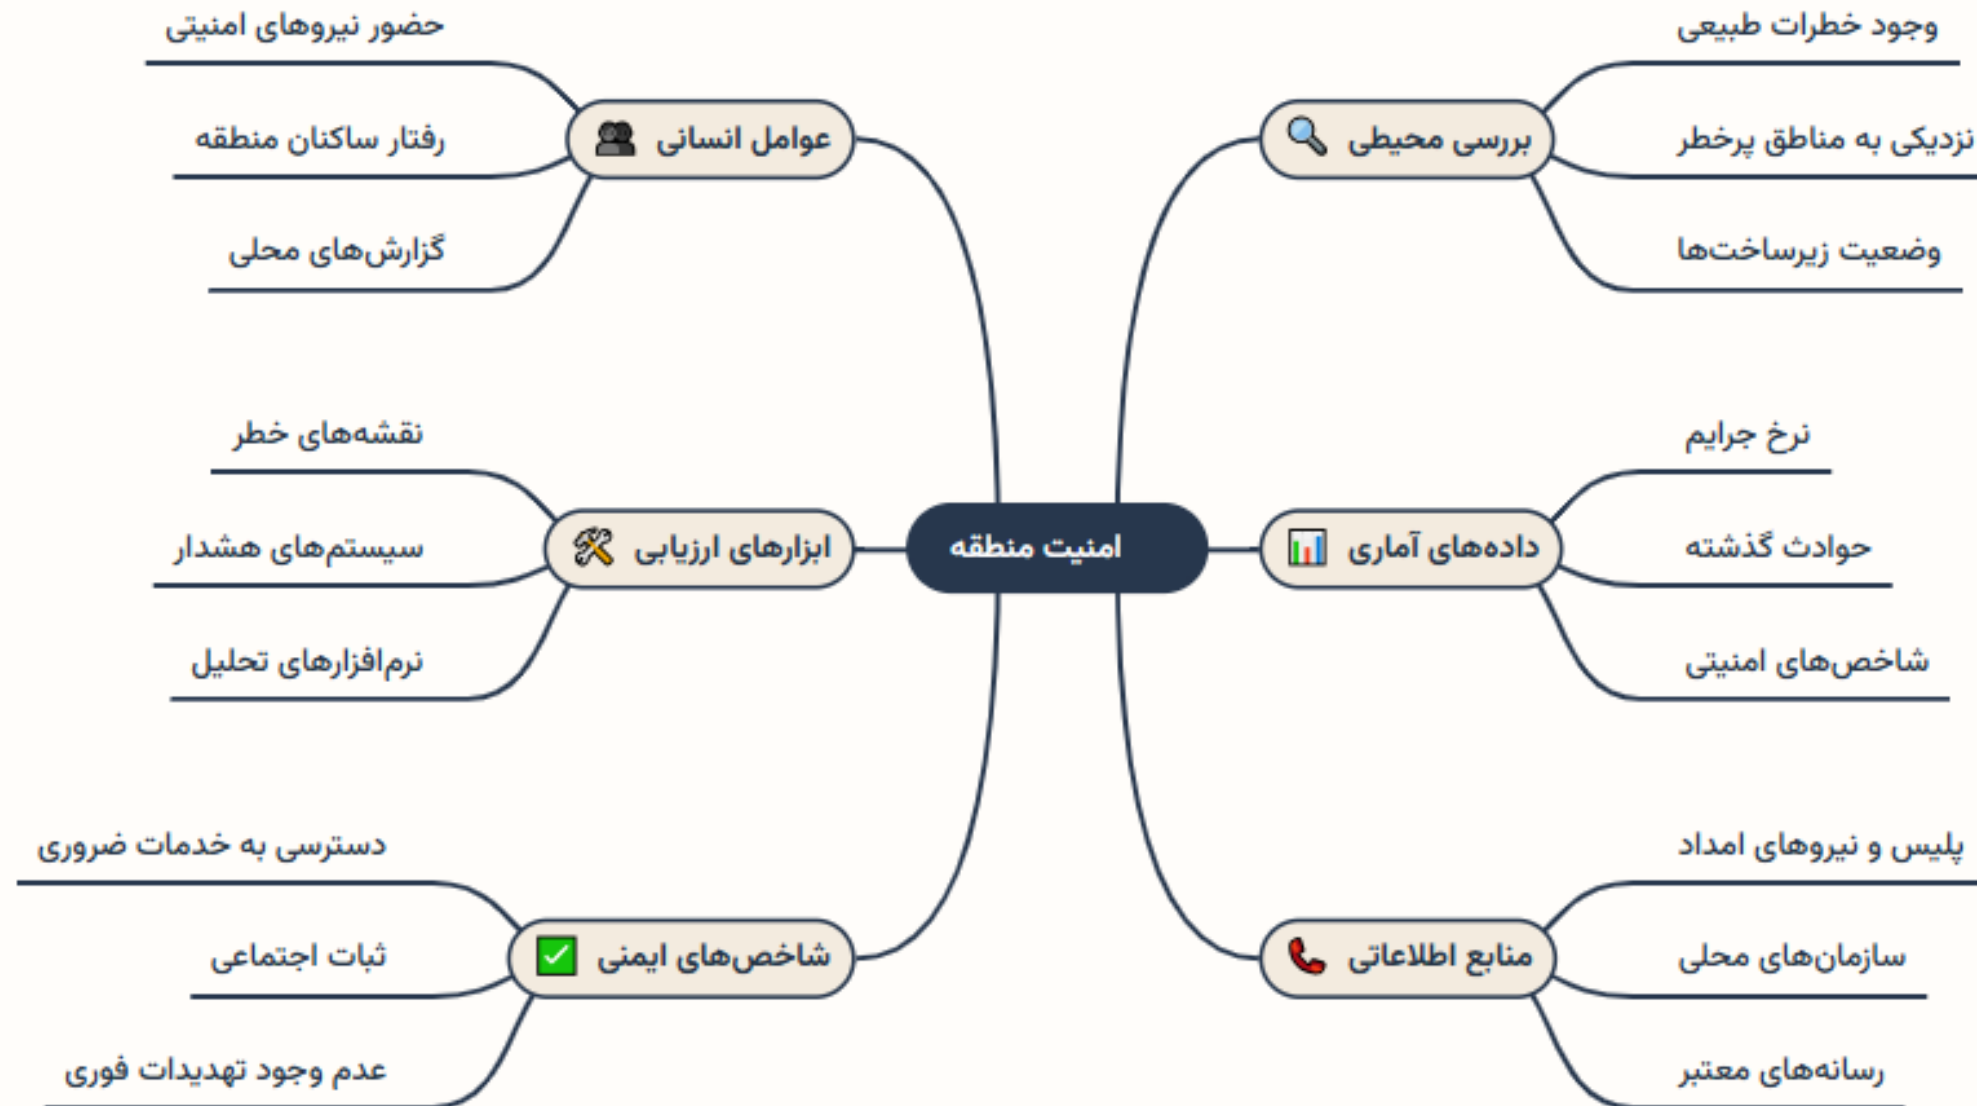 امنیت منطقه
بررسی محیطی
وجود خطرات طبیعی
نزدیکی به مناطق پرخطر
وضعیت زیرساخت‌ها
داده‌های آماری
نرخ جرایم
حوادث گذشته
شاخص‌های امنیتی
منابع اطلاعاتی
پلیس و نیروهای امداد
سازمان‌های محلی
رسانه‌های معتبر
عوامل انسانی
حضور نیروهای امنیتی
رفتار ساکنان منطقه
گزارش‌های محلی
ابزارهای ارزیابی
نقشه‌های خطر
سیستم‌های هشدار
نرم‌افزارهای تحلیل
شاخص‌های ایمنی
دسترسی به خدمات ضروری
ثبات اجتماعی
عدم وجود تهدیدات فوری